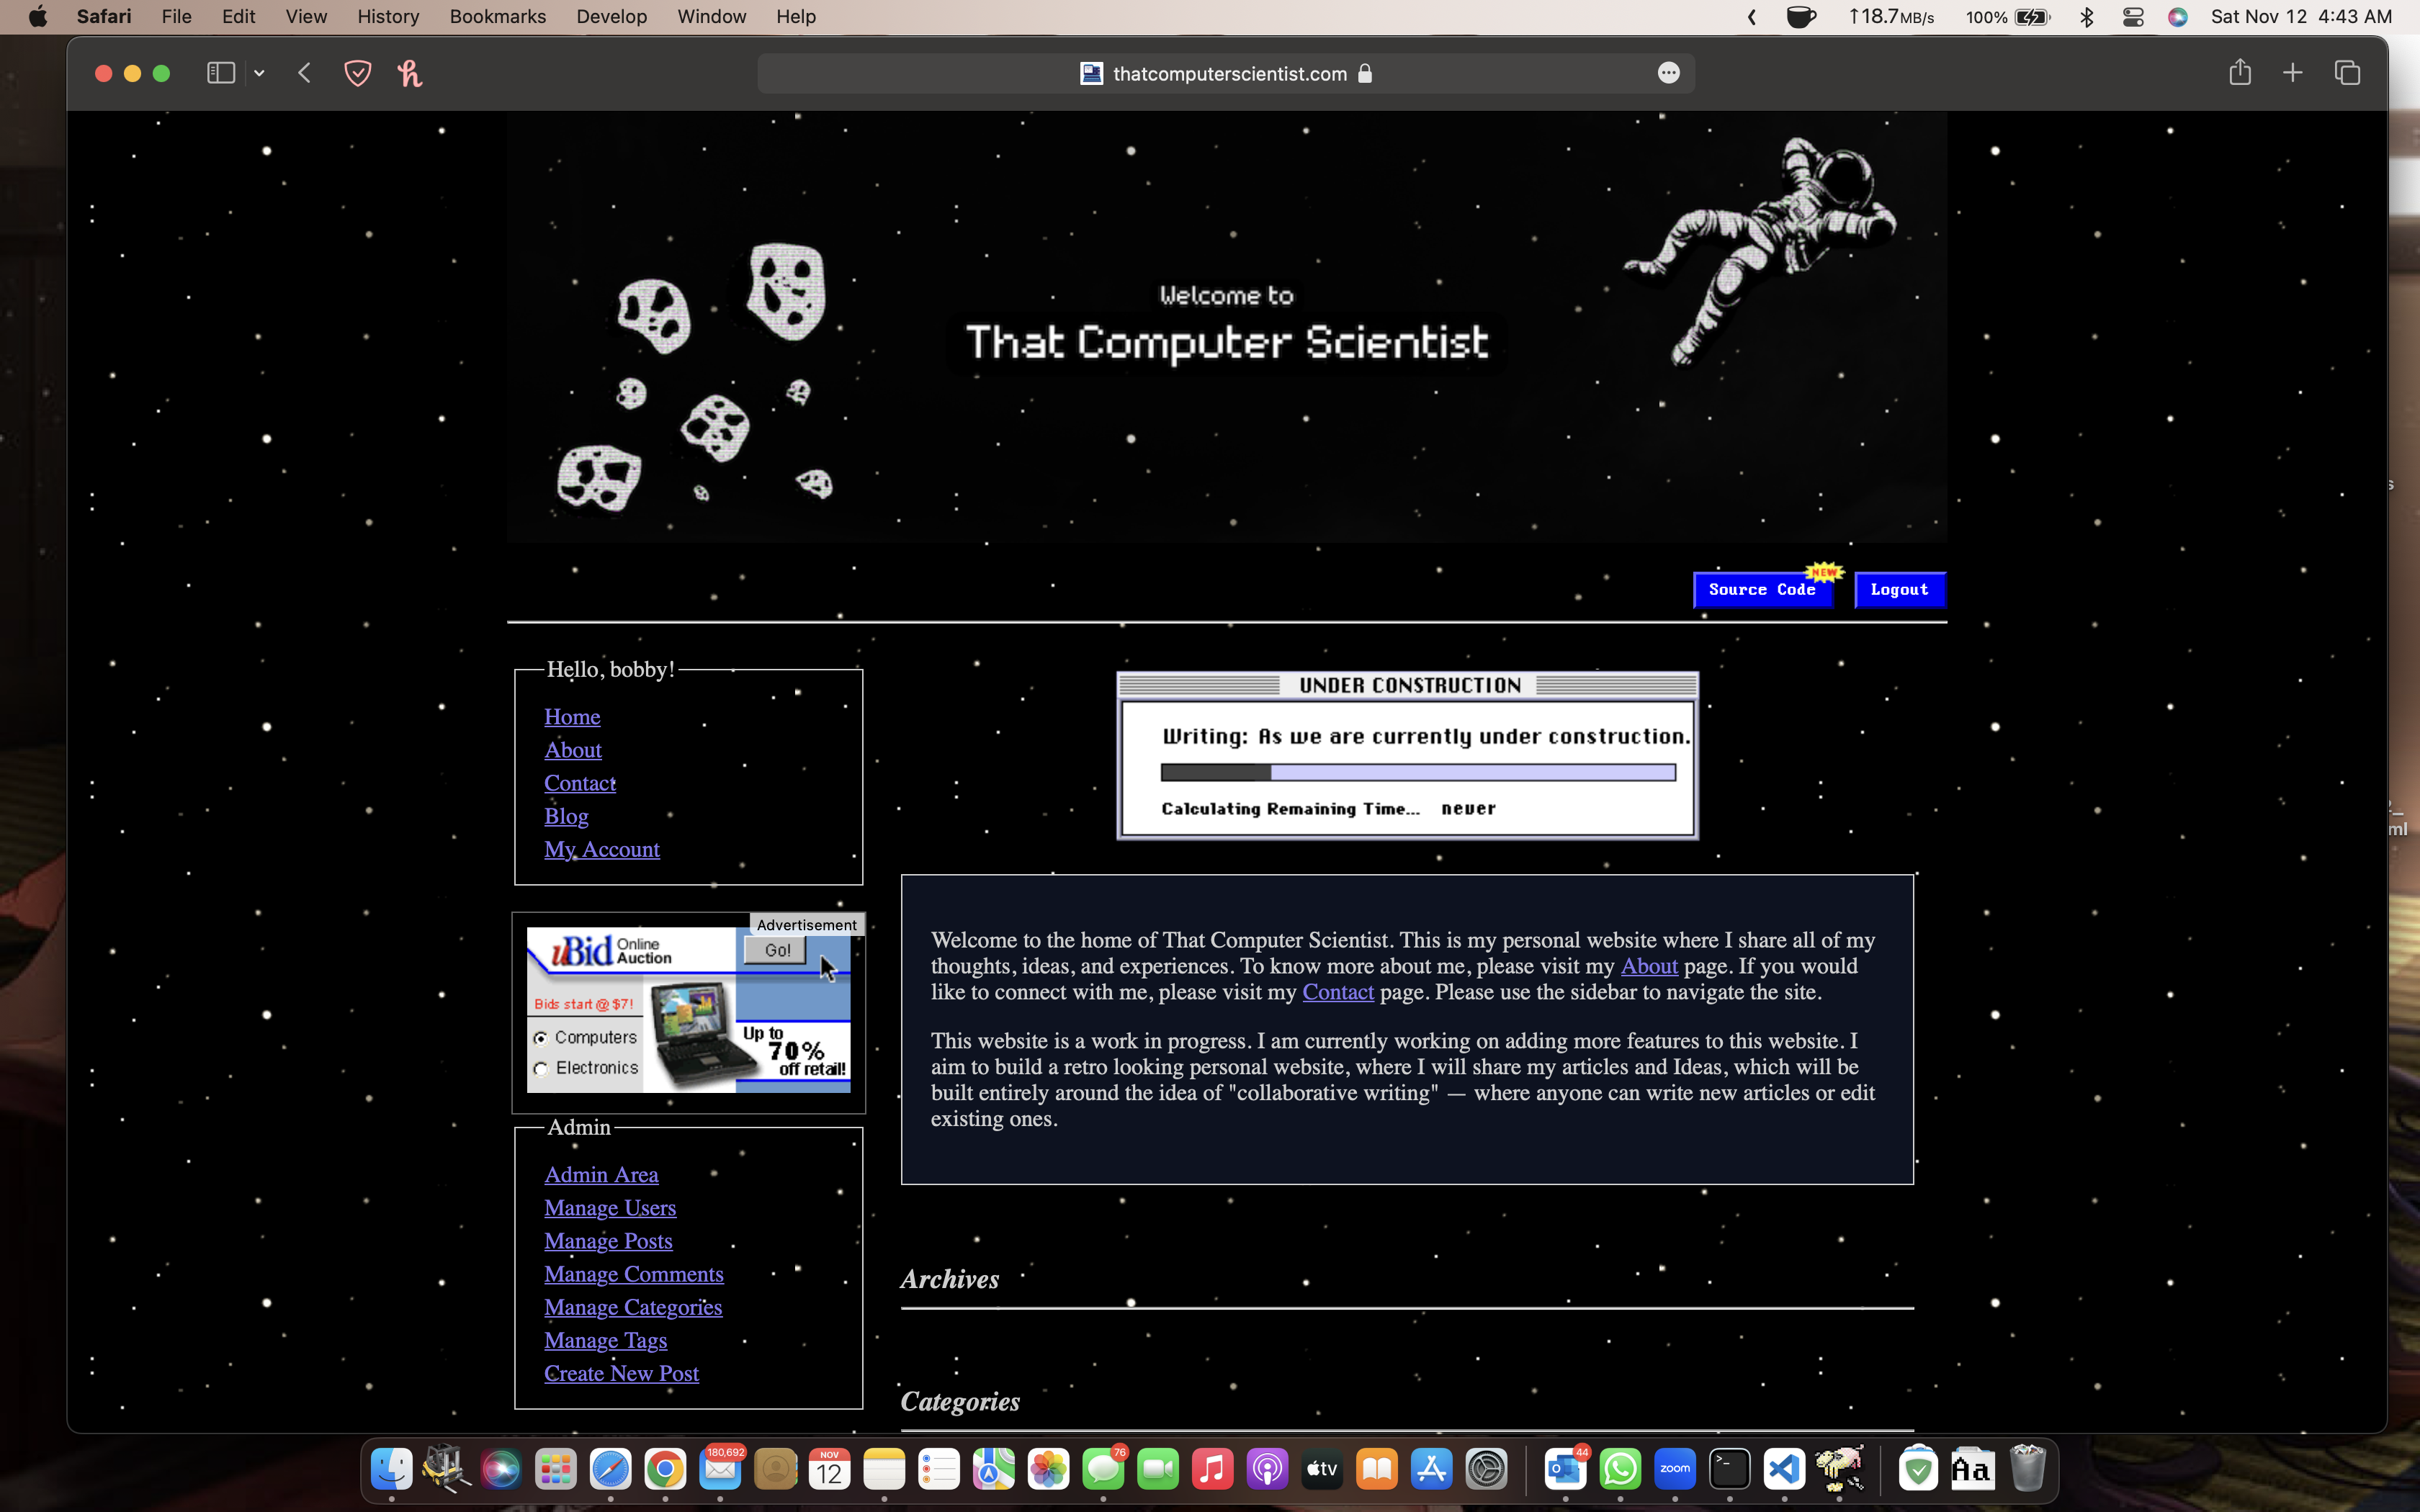 Safari File Edit View History Bookmarks Develop Window Help
↑18.7MB/s 100% Sat Nov 12 4:43 AM
thatcomputerscientist.com
Welcome to
That Computer Scientist
NEW
Source Code Logout
Hello, bobby!
Home
About
Contact
Blog
My Account
UNDER CONSTRUCTION
Writing: As we are currently under construction.
Calculating Remaining Time... never
Advertisement
uBid Online Auction
Go!
Bids start @ $7!
Computers
Electronics
Up to
70%
off retail!
Admin
Admin Area
Manage Users
Manage Posts
Manage Comments
Manage Categories
Manage Tags
Create New Post
Welcome to the home of That Computer Scientist. This is my personal website where I share all of my
thoughts, ideas, and experiences. To know more about me, please visit my About page. If you would
like to connect with me, please visit my Contact page. Please use the sidebar to navigate the site.
This website is a work in progress. I am currently working on adding more features to this website. I
aim to build a retro looking personal website, where I will share my articles and Ideas, which will be
built entirely around the idea of "collaborative writing" — where anyone can write new articles or edit
existing ones.
Archives
Categories
180,692
NOV
12
76
tv
44
zoom
Aa